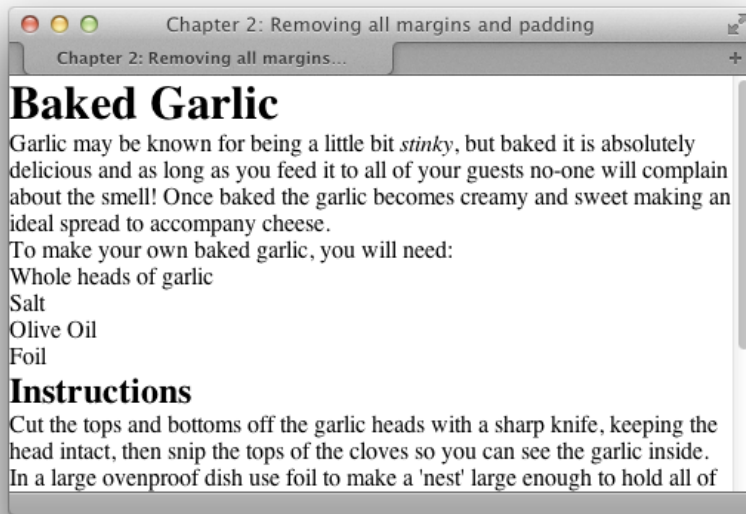 Chapter 2: Removing all margins and padding
Chapter 2: Removing all margins...
Baked Garlic
Garlic may be known for being a little bit stinky, but baked it is absolutely
delicious and as long as you feed it to all of your guests no-one will complain
about the smell! Once baked the garlic becomes creamy and sweet making an
ideal spread to accompany cheese.
To make your own baked garlic, you will need:
Whole heads of garlic
Salt
Olive Oil
Foil
Instructions
Cut the tops and bottoms off the garlic heads with a sharp knife, keeping the
head intact, then snip the tops of the cloves so you can see the garlic inside.
In a large ovenproof dish use foil to make a 'nest' large enough to hold all of